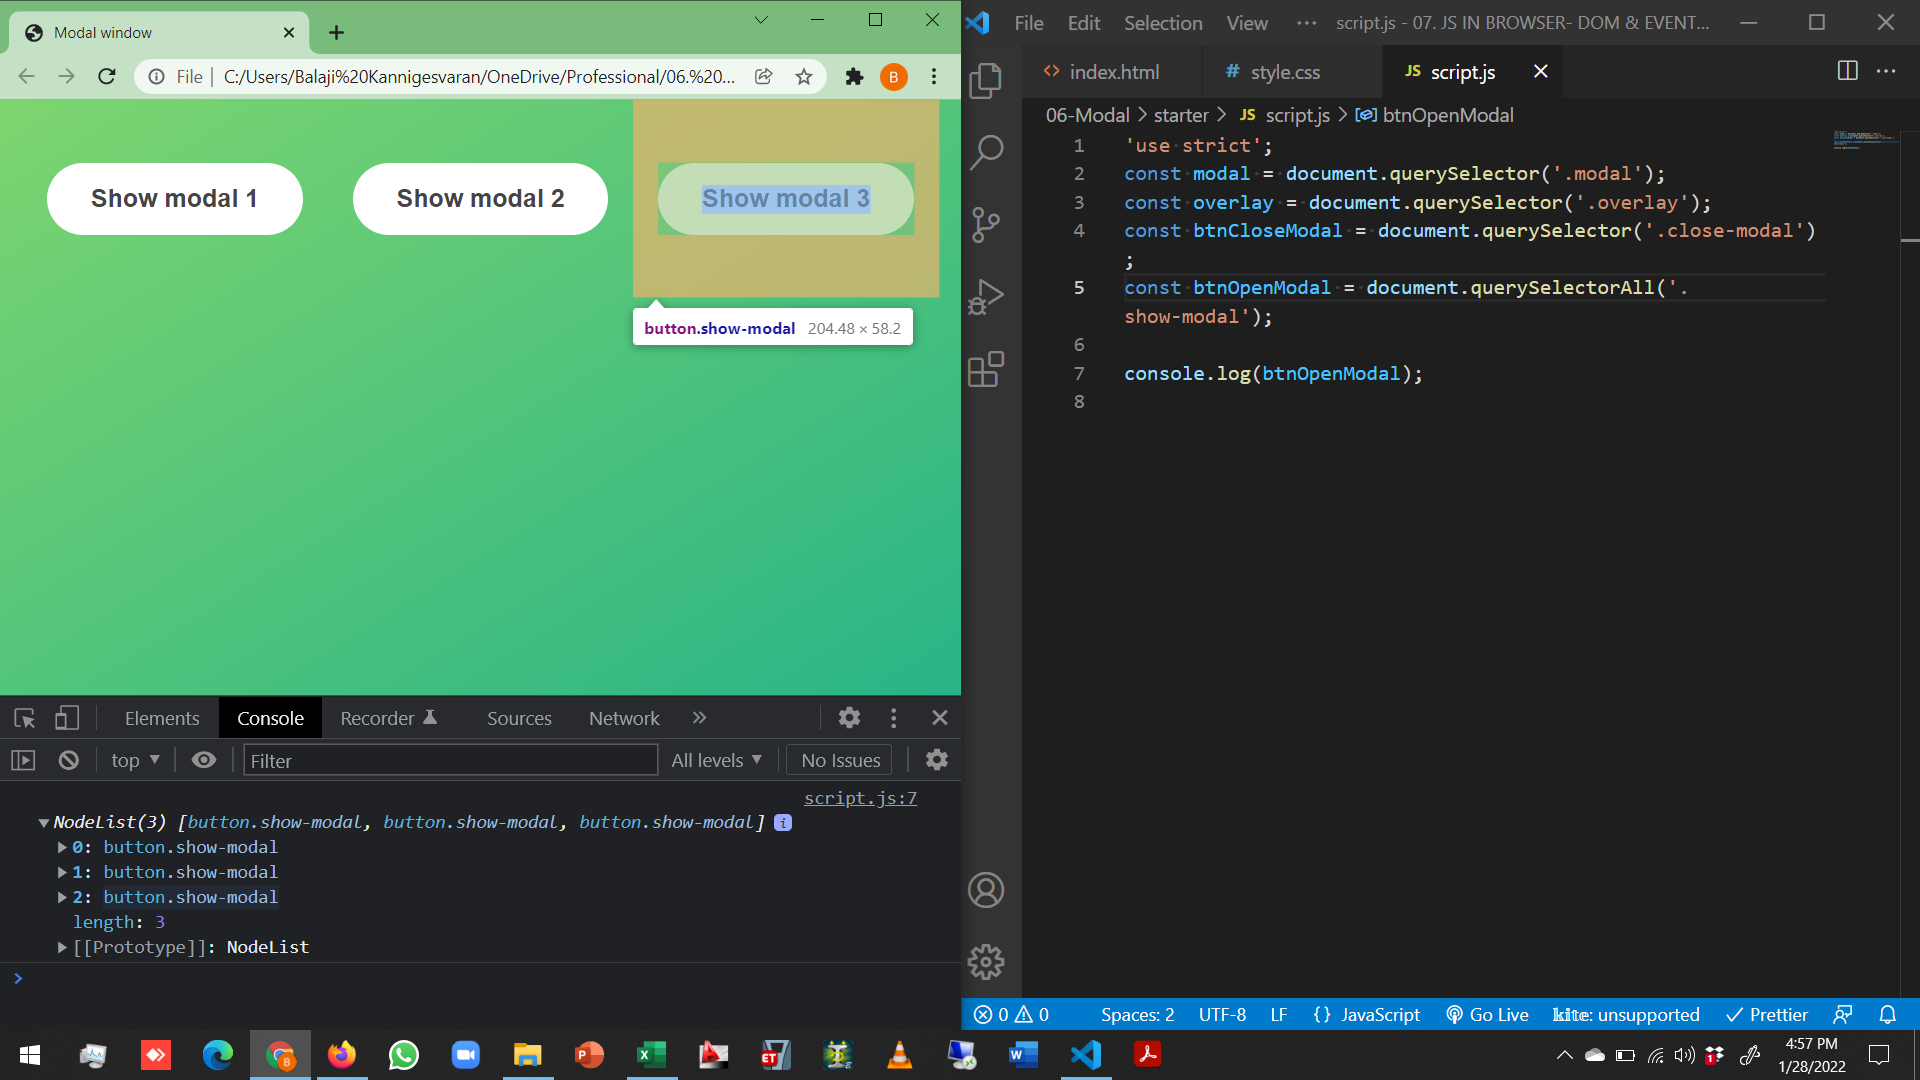 Modal window
File | C:/Users/Balaji%20Kannigesvaran/OneDrive/Professional/06.%20...
B
Show modal 1
Show modal 2
Show modal 3
button.show-modal 204.48 × 58.2
Elements Console Recorder Sources Network
top Filter All levels No Issues
script.js:7
NodeList(3) [button.show-modal, button.show-modal, button.show-modal] i
0: button.show-modal
1: button.show-modal
2: button.show-modal
length: 3
[[Prototype]]: NodeList
>
File Edit Selection View ··· script.js - 07. JS IN BROWSER- DOM & EVENT...
index.html # style.css JS script.js
06-Modal > starter > JS script.js > btnOpenModal
1 'use strict';
2 const modal = document.querySelector('.modal');
3 const overlay = document.querySelector('.overlay');
4 const btnCloseModal = document.querySelector('.close-modal')
;
5 const btnOpenModal = document.querySelectorAll('.
show-modal');
6
7 console.log(btnOpenModal);
8
0 0 Spaces: 2 UTF-8 LF {} JavaScript Go Live kite: unsupported Prettier
4:57 PM
1/28/2022